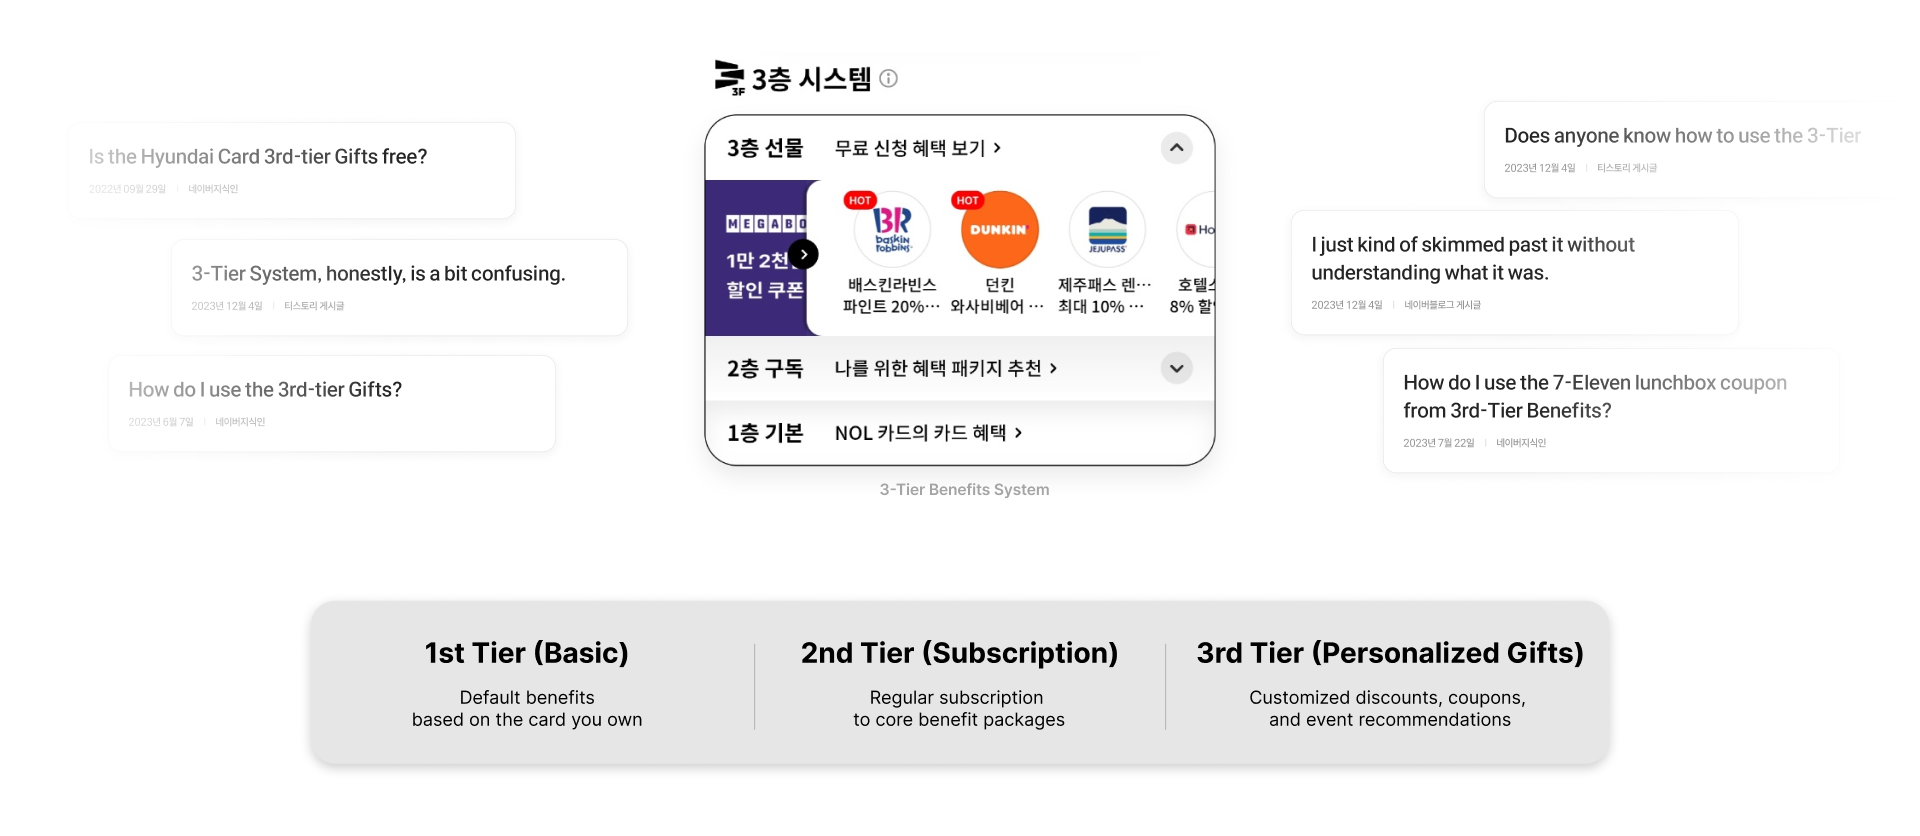 Is the Hyundai Card 3rd-tier Gifts free?
2022년 09월 29일 | 네이버지식인
3-Tier System, honestly, is a bit confusing.
2023년 12월 4일 | 티스토리 게시글
How do I use the 3rd-tier Gifts?
2023년 6월 7일 | 네이버지식인
3F
3층 시스템
3층 선물 무료 신청 혜택 보기 >
MEGABO
1만 2천
할인 쿠폰
HOT
BR
baskin
robbins
배스킨라빈스
파인트 20%…
HOT
DUNKIN'
던킨
와사비베어 …
JEJUPASS
제주패스 렌…
최대 10% …
Ho
호텔스
8% 할
2층 구독 나를 위한 혜택 패키지 추천 >
1층 기본 NOL 카드의 카드 혜택 >
3-Tier Benefits System
Does anyone know how to use the 3-Tier
2023년 12월 4일 | 티스토리 게시글
I just kind of skimmed past it without
understanding what it was.
2023년 12월 4일 | 네이버블로그 게시글
How do I use the 7-Eleven lunchbox coupon
from 3rd-Tier Benefits?
2023년 7월 22일 | 네이버지식인
1st Tier (Basic)
Default benefits
based on the card you own
2nd Tier (Subscription)
Regular subscription
to core benefit packages
3rd Tier (Personalized Gifts)
Customized discounts, coupons,
and event recommendations